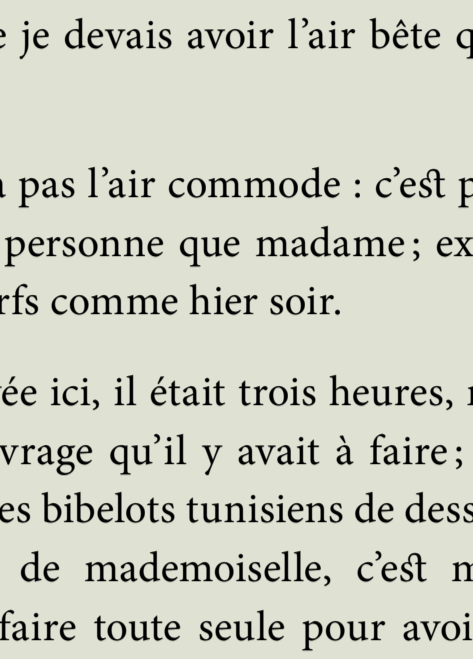 e je devais avoir l’air bête q
a pas l’air commode : c’est p
personne que madame ; ex
rfs comme hier soir.
vée ici, il était trois heures, r
vrage qu’il y avait à faire ;
es bibelots tunisiens de dess
de mademoiselle, c’est m
faire toute seule pour avoi